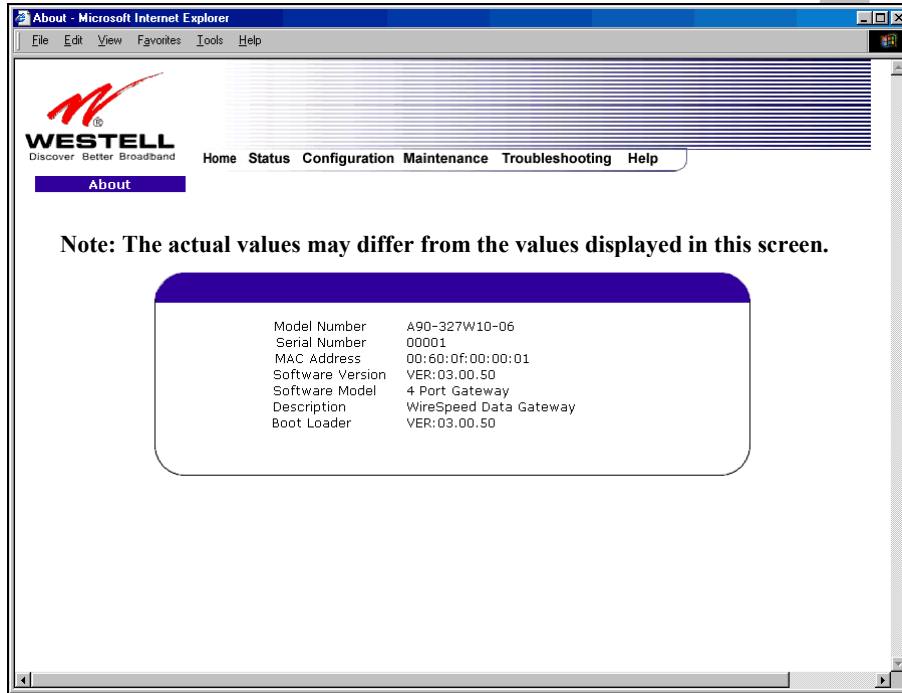 About - Microsoft Internet Explorer
File Edit View Favorites Tools Help
WESTELL
®
Discover Better Broadband
Home Status Configuration Maintenance Troubleshooting Help
About
Note: The actual values may differ from the values displayed in this screen.
Model Number A90-327W10-06
Serial Number 00001
MAC Address 00:60:0f:00:00:01
Software Version VER:03.00.50
Software Model 4 Port Gateway
Description WireSpeed Data Gateway
Boot Loader VER:03.00.50